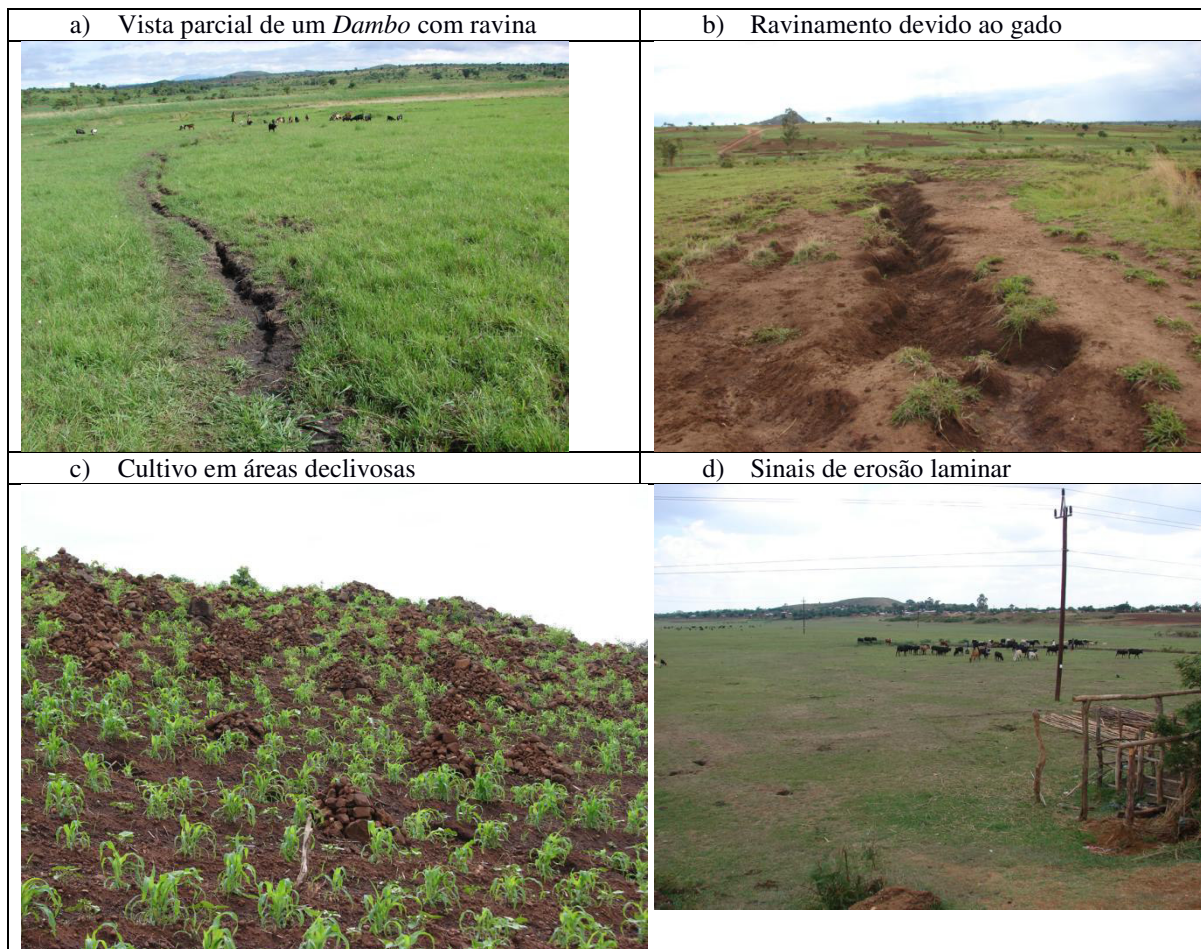 a) Vista parcial de um Dambo com ravina
b) Ravinamento devido ao gado
c) Cultivo em áreas declivosas
d) Sinais de erosão laminar